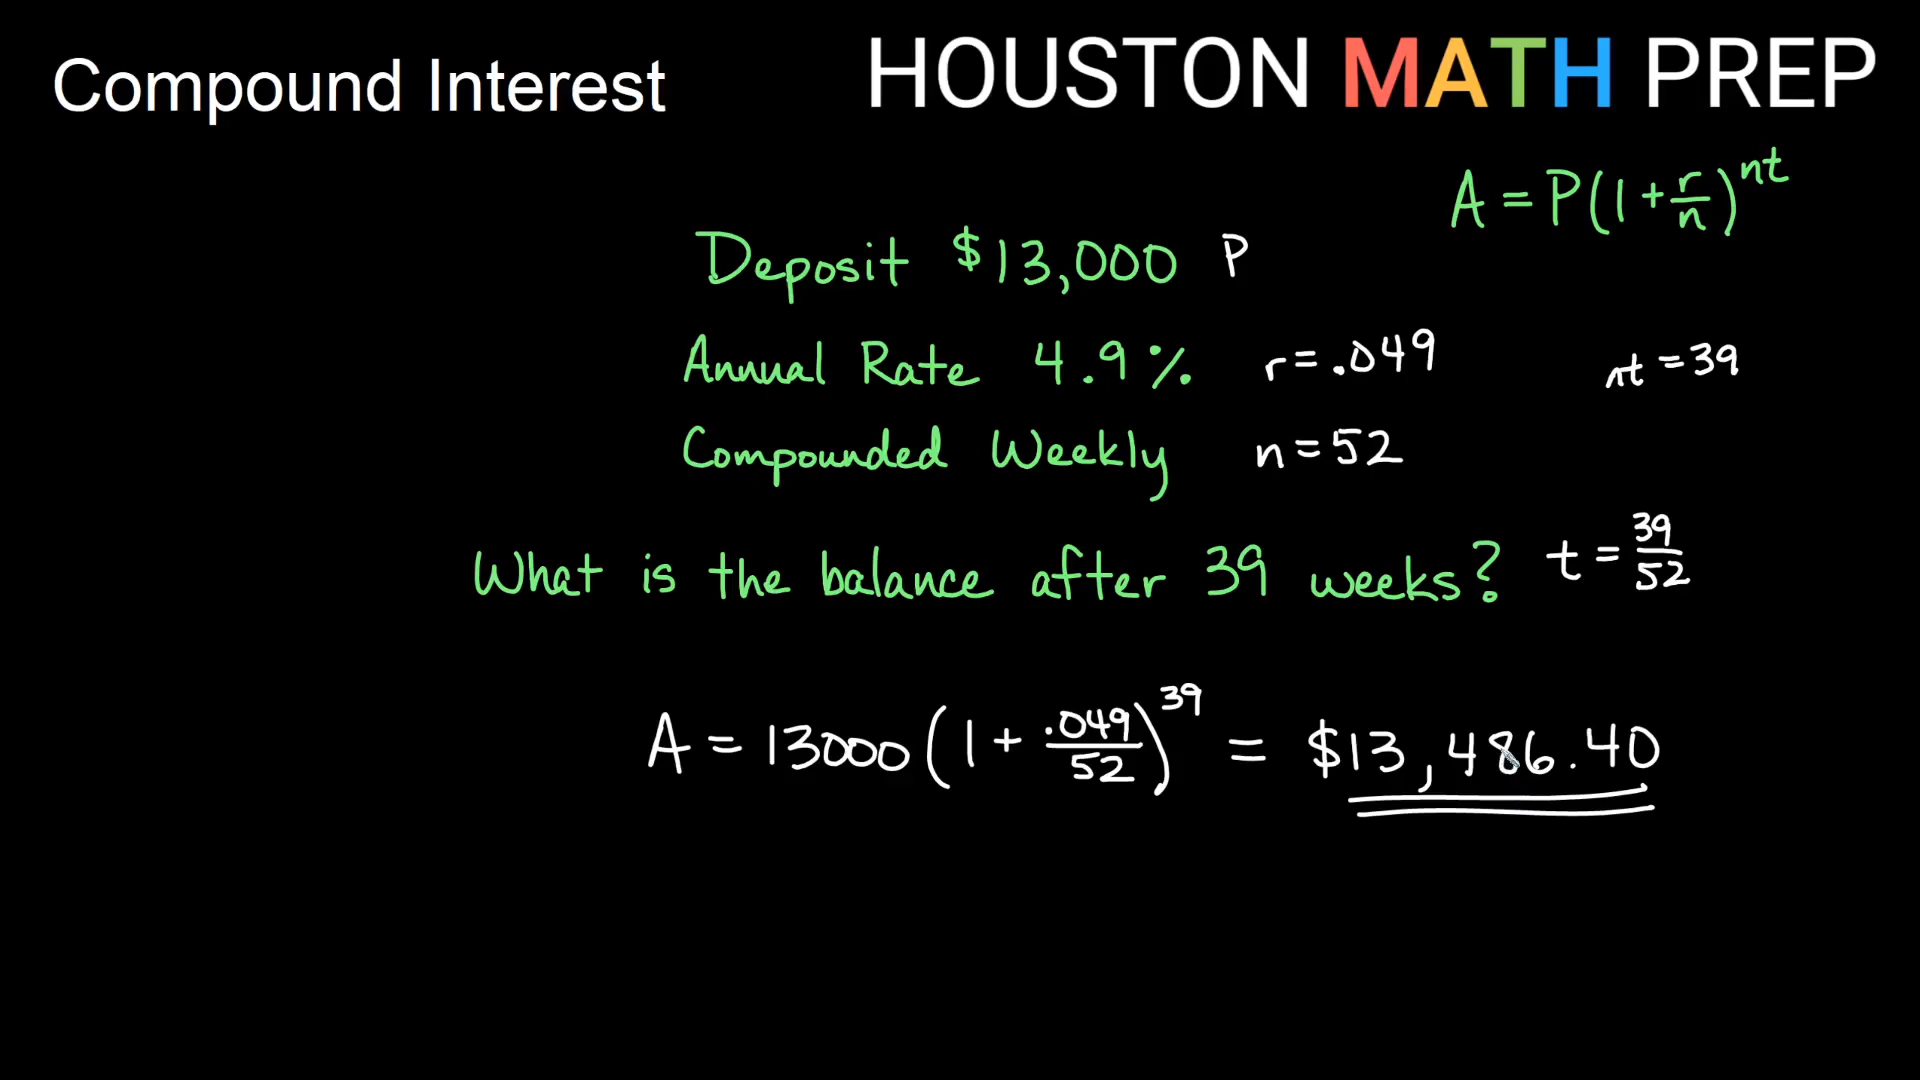 Compound Interest
HOUSTON MATH PREP
A = P(1 + r/n)^nt
Deposit $13,000 P
Annual Rate 4.9% r = .049 nt = 39
Compounded Weekly n = 52
What is the balance after 39 weeks? t = 39/52
A = 13000(1 + .049/52)^39 = $13,486.40